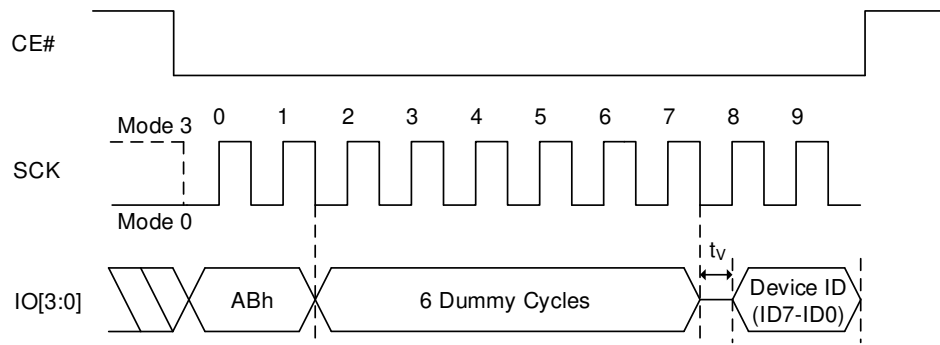 CE#
Mode 3
0 1 2 3 4 5 6 7 8 9
SCK
Mode 0
tV
IO[3:0]
ABh
6 Dummy Cycles
Device ID
(ID7-ID0)